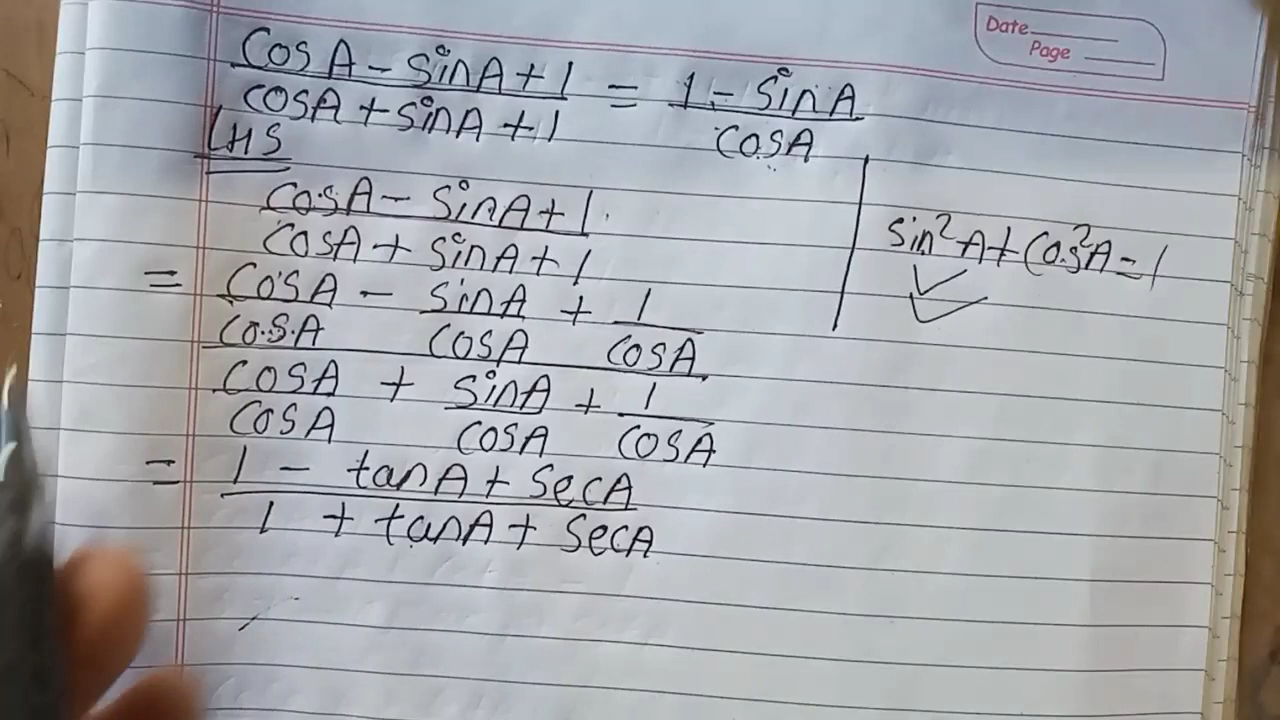 Date
Page
COSA - sinA + 1 = 1 - sinA
COSA + sinA + 1 COSA
LHS
COSA - sinA + 1
COSA + sinA + 1
sin²A + Cos²A = 1
= COSA - sinA + 1
COSA COSA COSA
COSA + sinA + 1
COSA COSA COSA
= 1 - tanA + secA
1 + tanA + secA